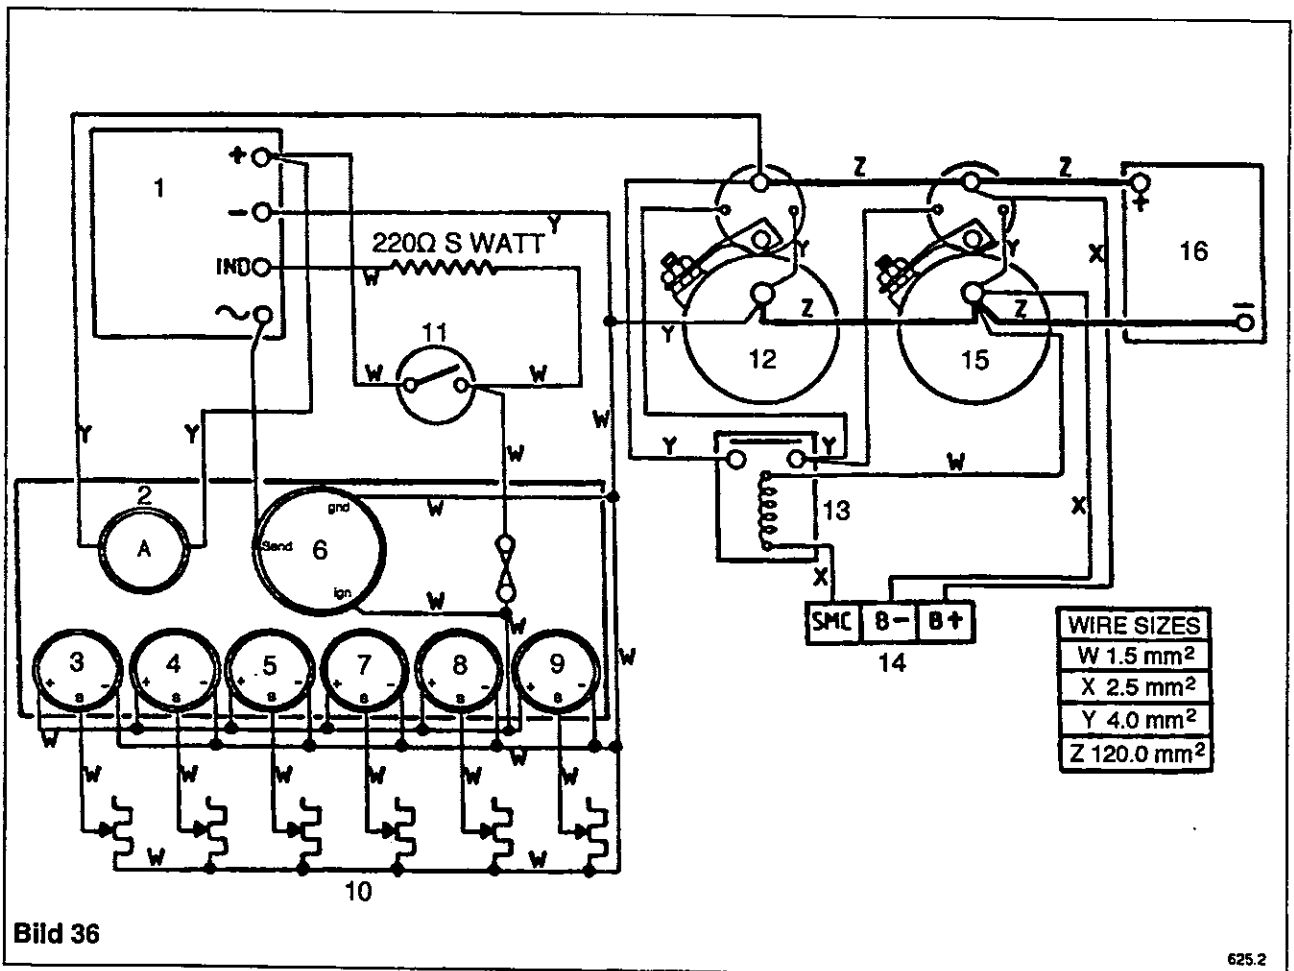 1
+
−
IND
~
220Ω S WATT
W
Y
11
W
W
Y
Y
W
W
2
A
gnd
Send
6
ign
W
W
W
W
3
4
5
7
8
9
+ s -
+ s -
+ s -
+ s -
+ s -
+ s -
W
W
W
W
W
W
W
W
W
W
10
Z
Z
+
16
−
Y
Y
X
Z
Z
Y
12
15
Y
Y
W
13
X
X
SMC B- B+
14
WIRE SIZES
W 1.5 mm²
X 2.5 mm²
Y 4.0 mm²
Z 120.0 mm²
Bild 36
625.2